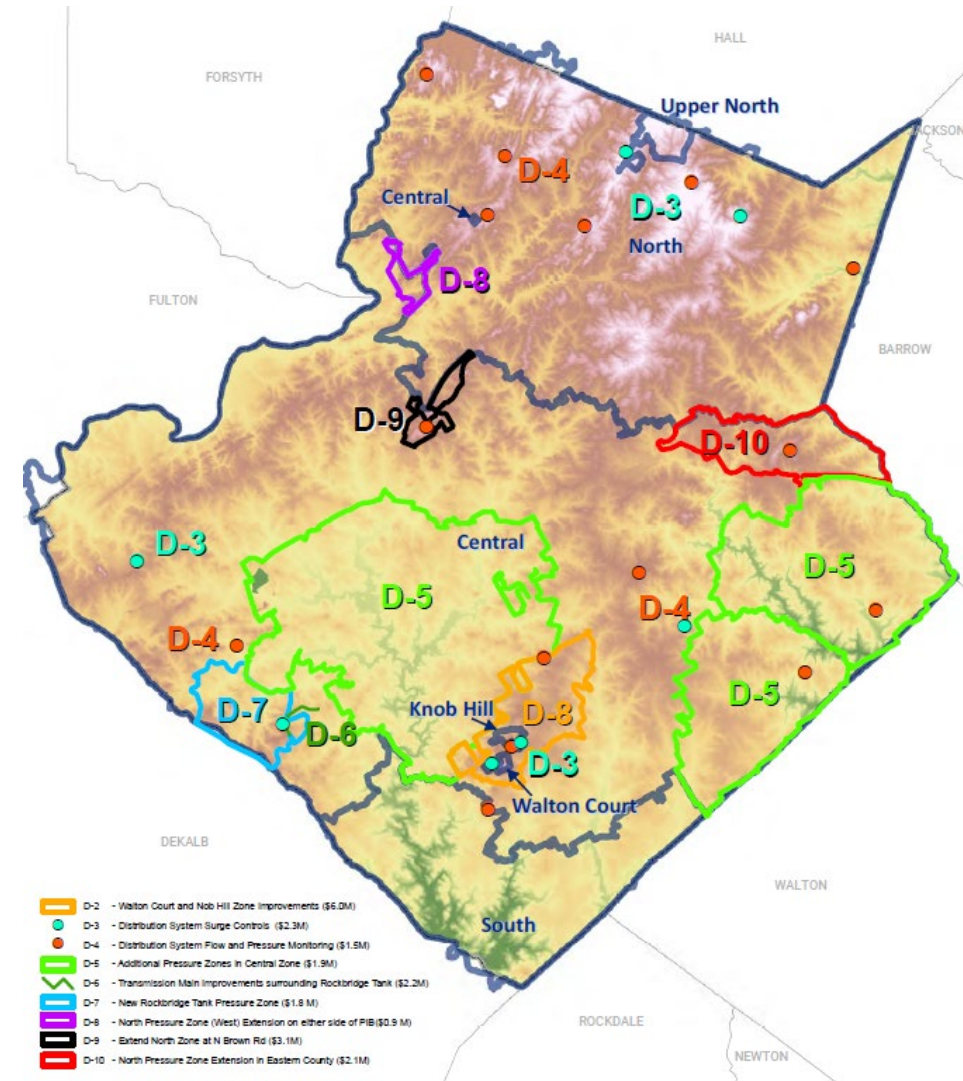 HALL
FORSYTH
Upper North
JACKSON
D-4
Central
D-3
North
D-8
FULTON
BARROW
D-9
D-10
D-3
Central
D-5
D-5
D-4
D-4
D-5
Knob Hill
D-7
D-8
D-6
D-3
Walton Court
DEKALB
WALTON
South
ROCKDALE
NEWTON
D-2 - Walton Court and Nob Hill Zone Improvements ($6.0M)
D-3 - Distribution System Surge Controls ($2.3M)
D-4 - Distribution System Flow and Pressure Monitoring ($1.5M)
D-5 - Additional Pressure Zones in Central Zone ($1.9M)
D-6 - Transmission Main Improvements surrounding Rockbridge Tank ($2.2M)
D-7 - New Rockbridge Tank Pressure Zone ($1.8 M)
D-8 - North Pressure Zone (West) Extension on either side of PIB($0.9 M)
D-9 - Extend North Zone at N Brown Rd ($3.1M)
D-10 - North Pressure Zone Extension in Eastern County ($2.1M)